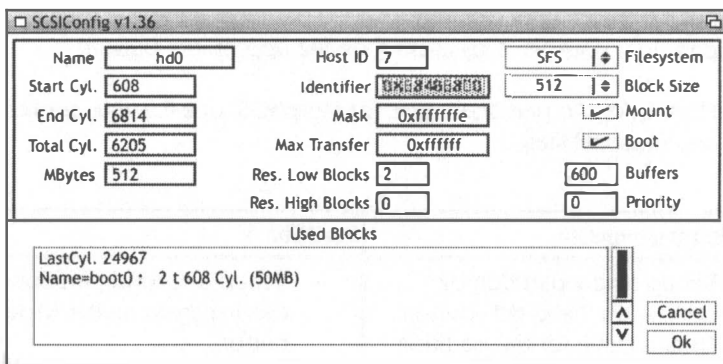 SCSIConfig v1.36
Name hd0 Host ID 7 SFS Filesystem
Start Cyl. 608 Identifier 512 Block Size
End Cyl. 6814 Mask 0xfffffffe Mount
Total Cyl. 6205 Max Transfer 0xffffff Boot
MBytes 512 Res. Low Blocks 2 600 Buffers
Res. High Blocks 0 0 Priority
Used Blocks
LastCyl. 24967
Name=boot0 : 2 t 608 Cyl. (50MB)
Cancel
Ok